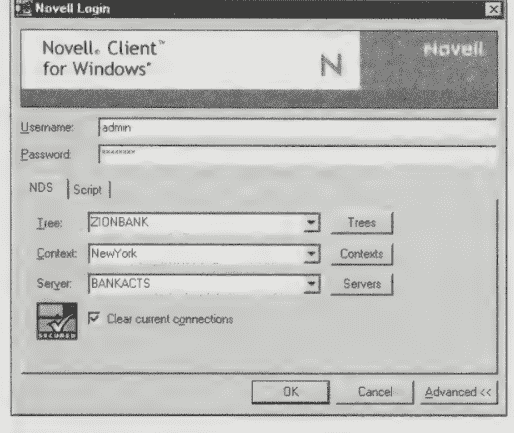 Novell Login
Novell® Client™
for Windows®
N
Novell
Username: admin
Password: ********
NDS Script
Tree: ZIONBANK Trees
Context: NewYork Contexts
Server: BANKACTS Servers
SECURED
Clear current connections
OK Cancel Advanced <<